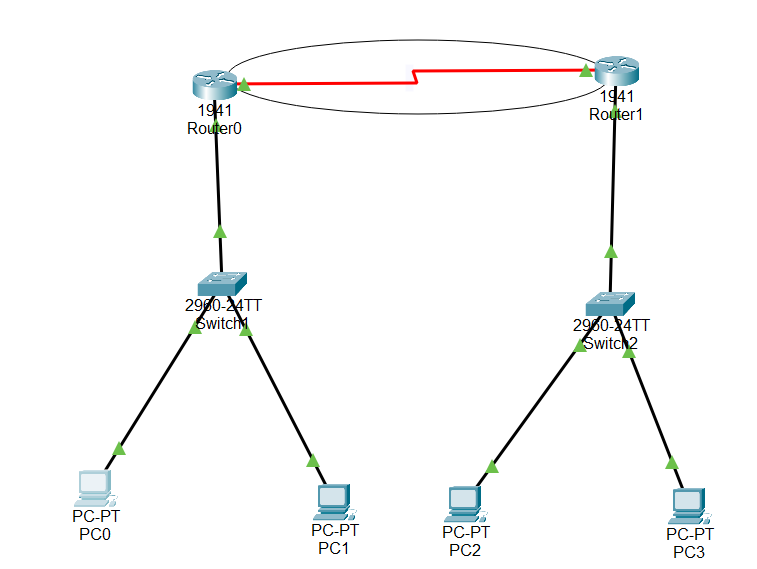 1941
Router0
1941
Router1
2960-24TT
Switch1
2960-24TT
Switch2
PC-PT
PC0
PC-PT
PC1
PC-PT
PC2
PC-PT
PC3